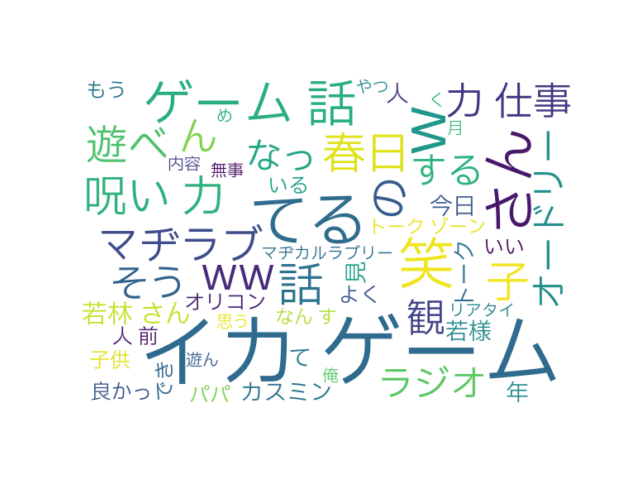 もう
ゲーム 話
やつ
人
力 仕事
め
く
月
遊べ
ん
なっ
春日
w
する
さん
オードリー
内容
無事
呪い 力
いる
てる
の
今日
トーク ゾーン
マヂラブ
マヂカルラブリー
笑
いい
そう
ww
話
見
トーク
子
オリコン
よく
リアタイ
若林 さん
思う
なん す
観
若様
人 前
イカ ゲーム
子供
でき
遊ん
て
俺
良かっ
パパ
カスミン
ラジオ
年